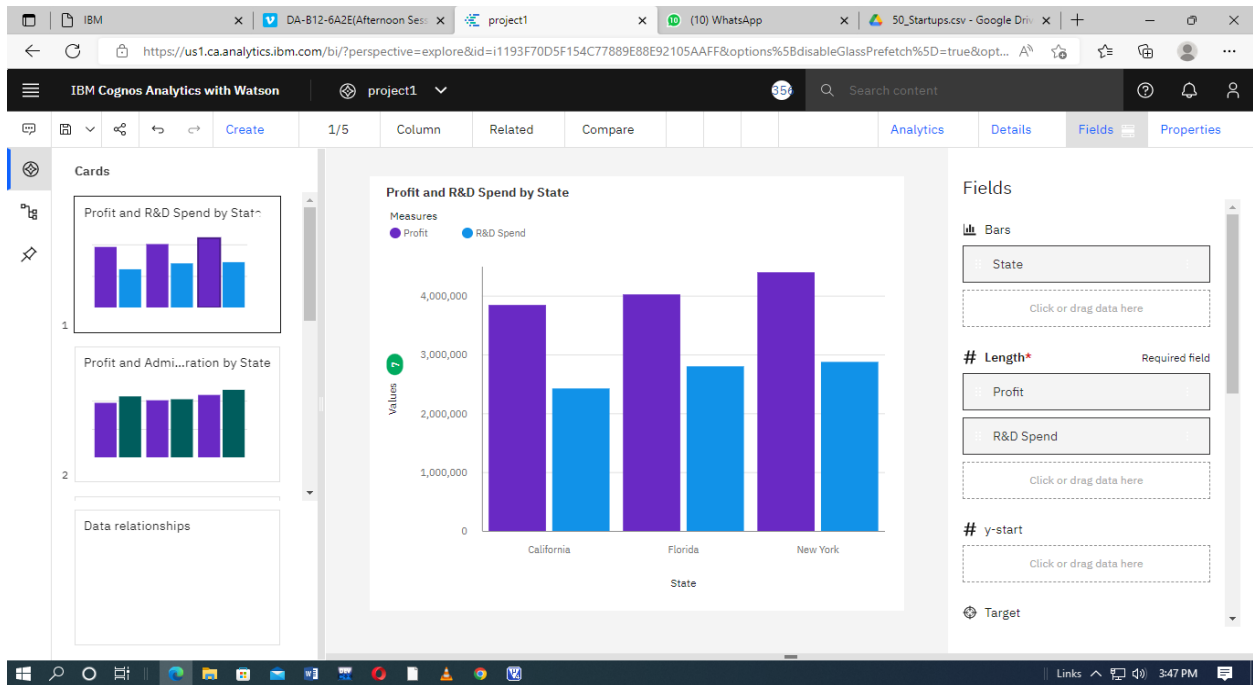 IBM
DA-B12-6A2E(Afternoon Sess
project1
(10) WhatsApp
50_Startups.csv - Google Driv
https://us1.ca.analytics.ibm.com/bi/?perspective=explore&id=i1193F70D5F154C77889E88E92105AAFF&options%5BdisableGlassPrefetch%5D=true&opt...
IBM Cognos Analytics with Watson
project1
356
Search content
Create
1/5
Column
Related
Compare
Analytics
Details
Fields
Properties
Cards
Profit and R&D Spend by State
1
Profit and Admi...ration by State
2
Data relationships
Profit and R&D Spend by State
Measures
Profit
R&D Spend
4,000,000
3,000,000
2,000,000
1,000,000
0
Values
7
California
Florida
New York
State
Fields
Bars
State
Click or drag data here
# Length*
Required field
Profit
R&D Spend
Click or drag data here
# y-start
Click or drag data here
Target
Links
3:47 PM